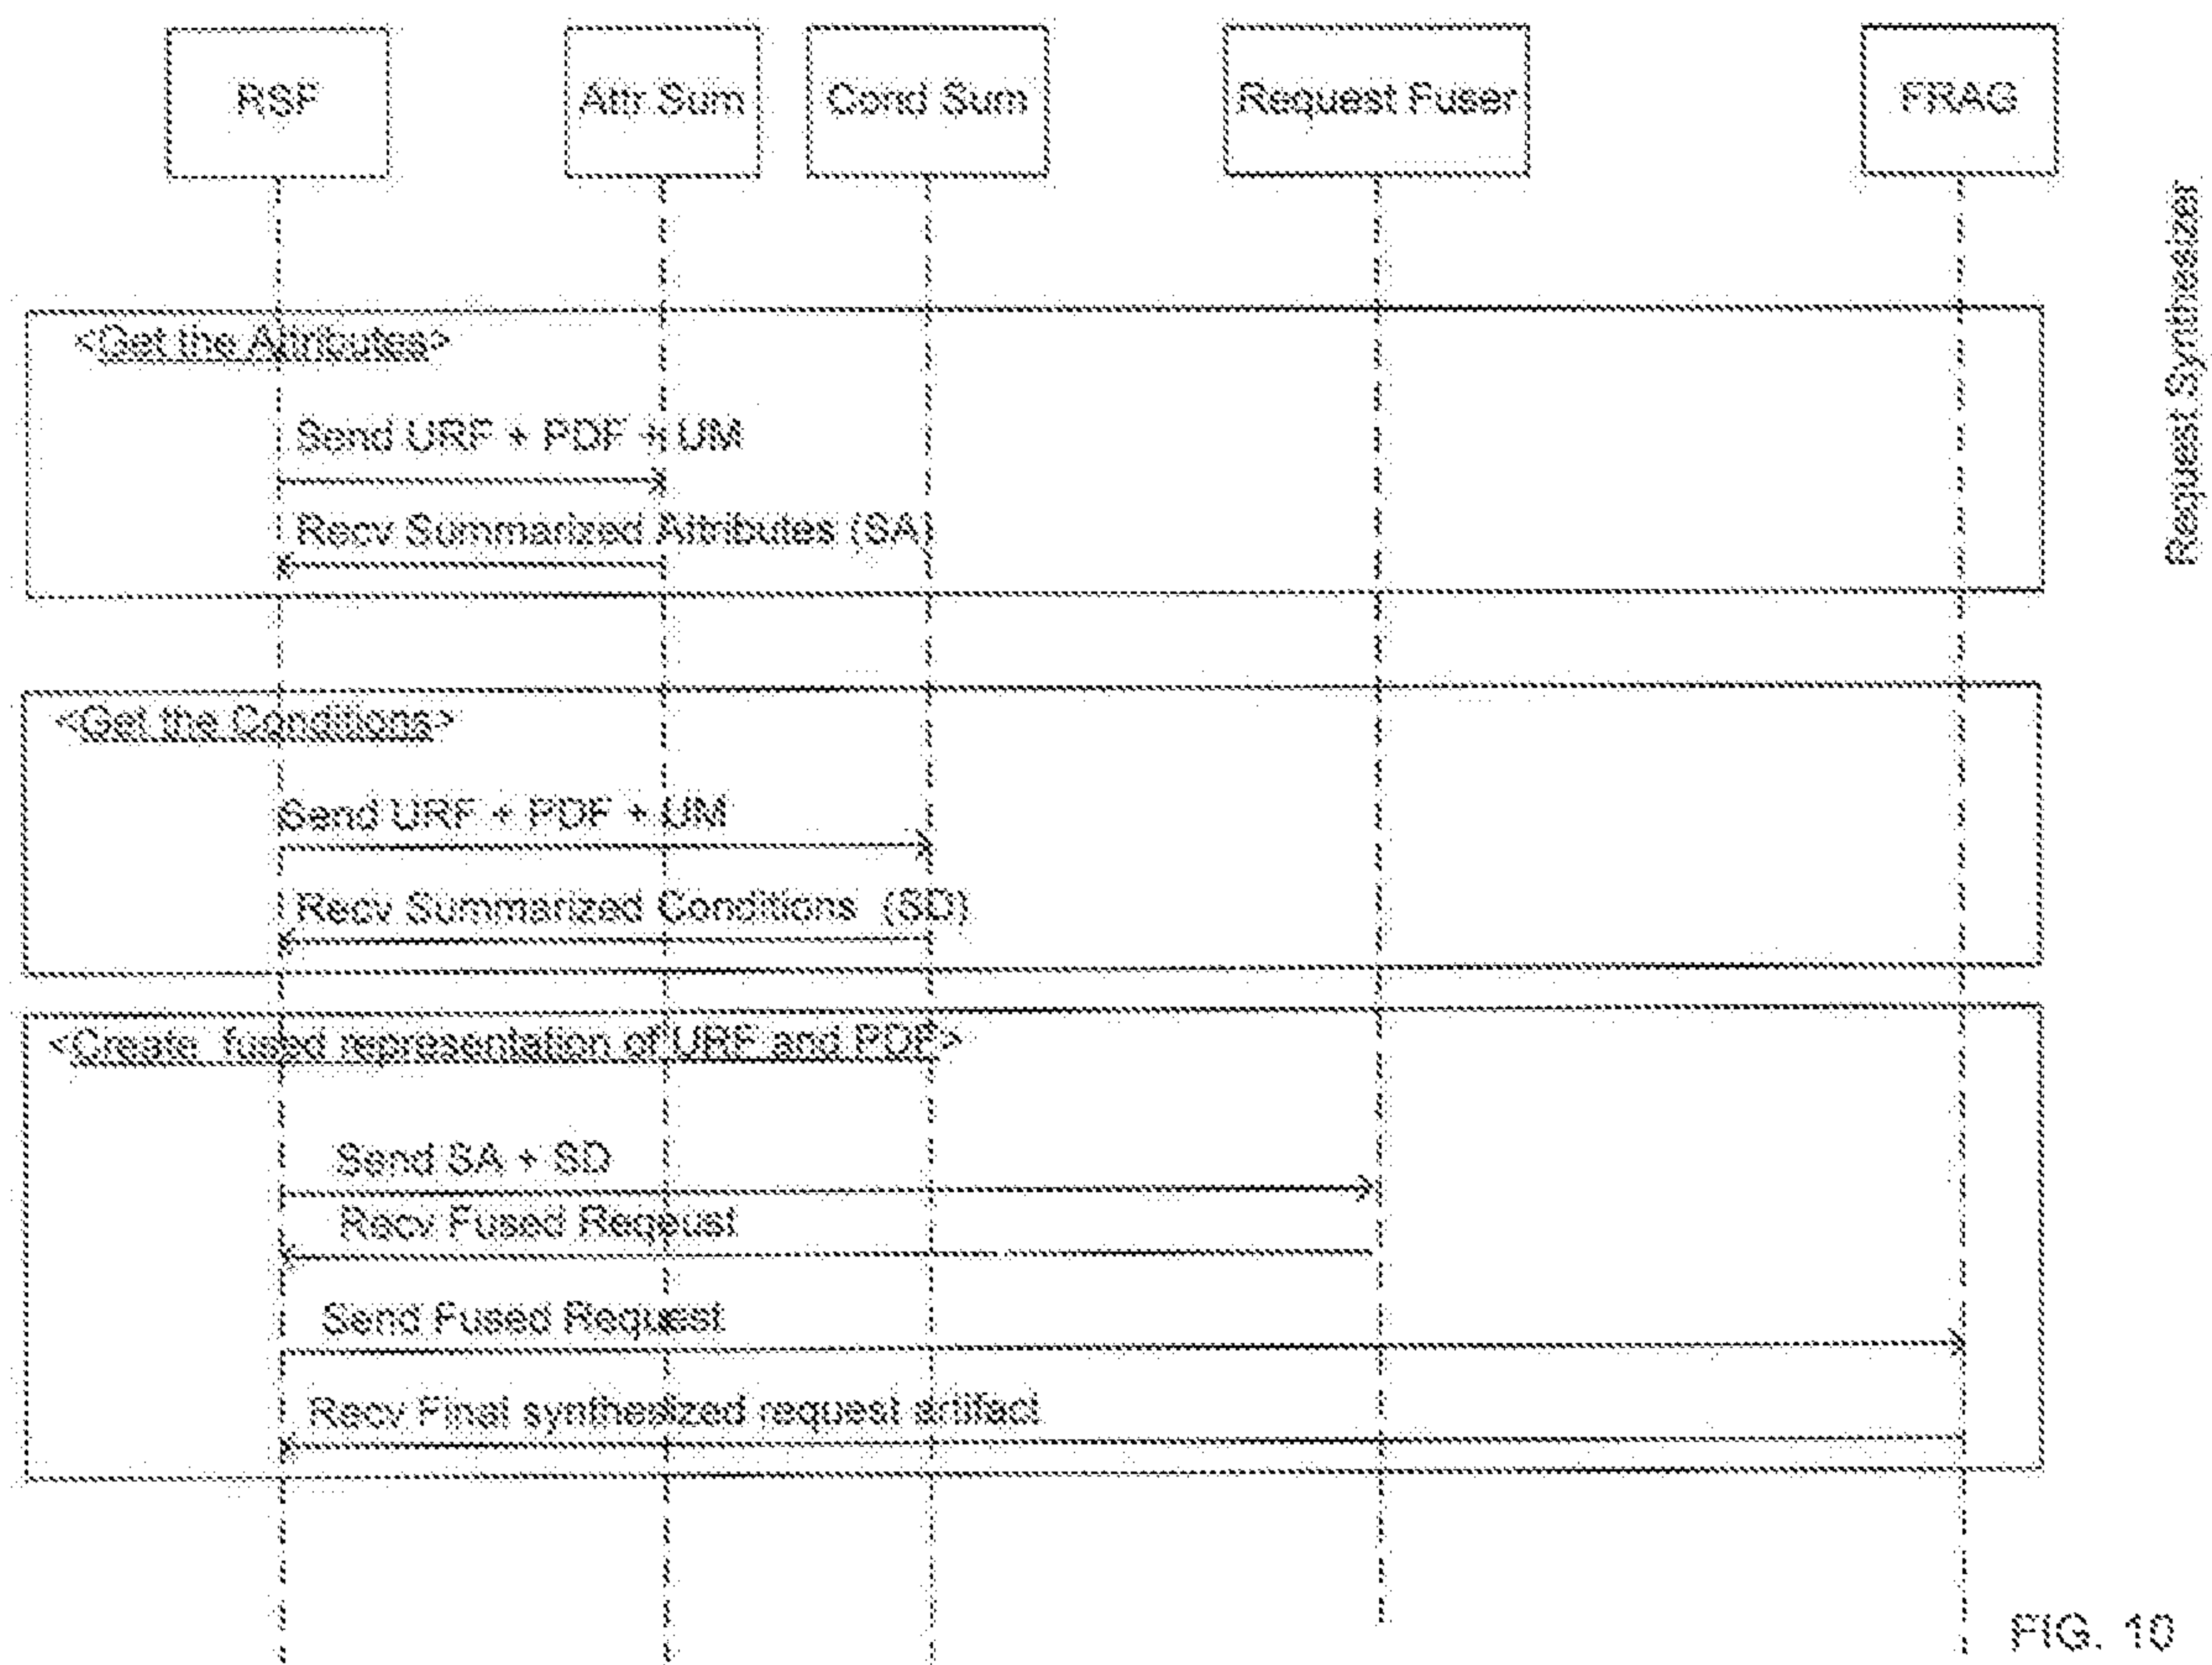 RSF
Attr Sum
Cond Sum
Request Fuser
FRAG
Request Synthesizer
<Get the Attributes>
Send URF + PDF + UM
Recv Summarized Attributes (SA)
<Get the Conditions>
Send URF + PDF + UM
Recv Summarized Conditions (SD)
<Create fused representation of URF and PDF>
Send SA + SD
Recv Fused Reqeust
Send Fused Request
Recv Final synthesized request artifact
FIG. 10